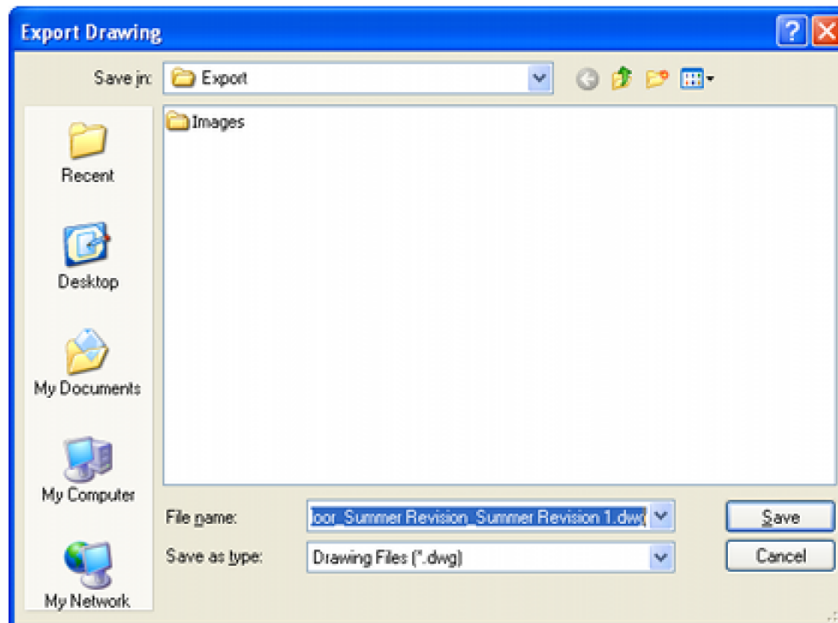 Export Drawing
Save in: Export
Images
Recent
Desktop
My Documents
My Computer
My Network
File name: loor_Summer Revision_Summer Revision 1.dwg
Save
Save as type: Drawing Files (*.dwg)
Cancel